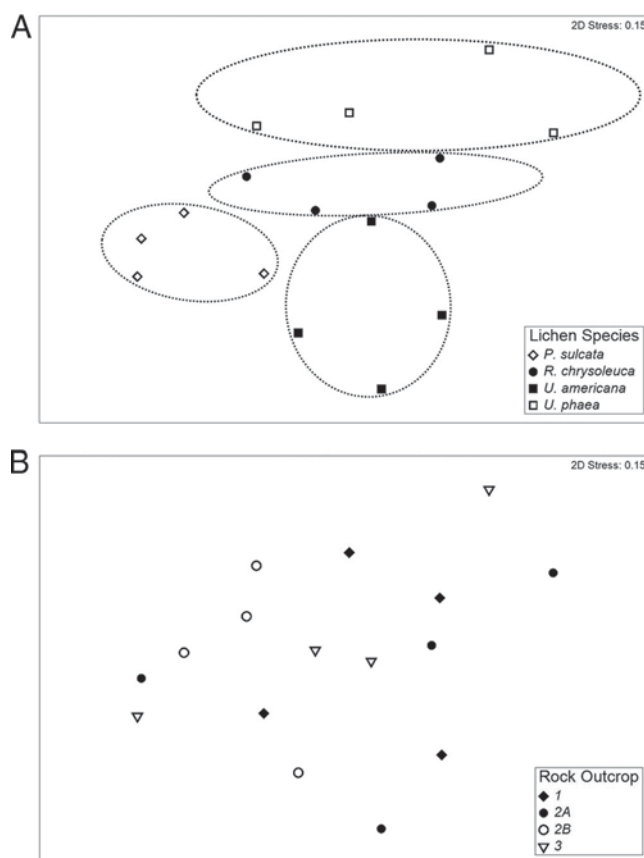 A
2D Stress: 0.15
Lichen Species
P. sulcata
R. chrysoleuca
U. americana
U. phaea
B
2D Stress: 0.15
Rock Outcrop
1
2A
2B
3